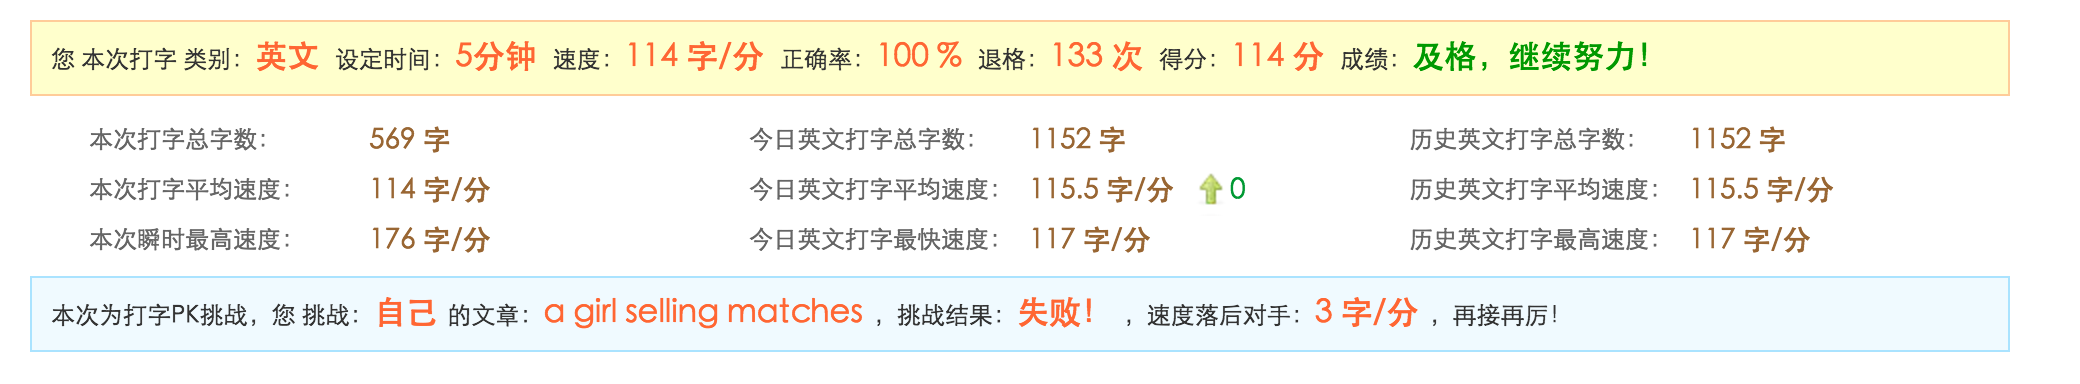 您 本次打字 类别：英文 设定时间：5分钟 速度：114 字/分 正确率：100 % 退格：133 次 得分：114 分 成绩：及格，继续努力！
本次打字总字数： 569 字 今日英文打字总字数： 1152 字 历史英文打字总字数： 1152 字
本次打字平均速度： 114 字/分 今日英文打字平均速度： 115.5 字/分 0 历史英文打字平均速度： 115.5 字/分
本次瞬时最高速度： 176 字/分 今日英文打字最快速度： 117 字/分 历史英文打字最高速度： 117 字/分
本次为打字PK挑战，您 挑战：自己 的文章：a girl selling matches ，挑战结果：失败！ ，速度落后对手：3 字/分 ，再接再厉！